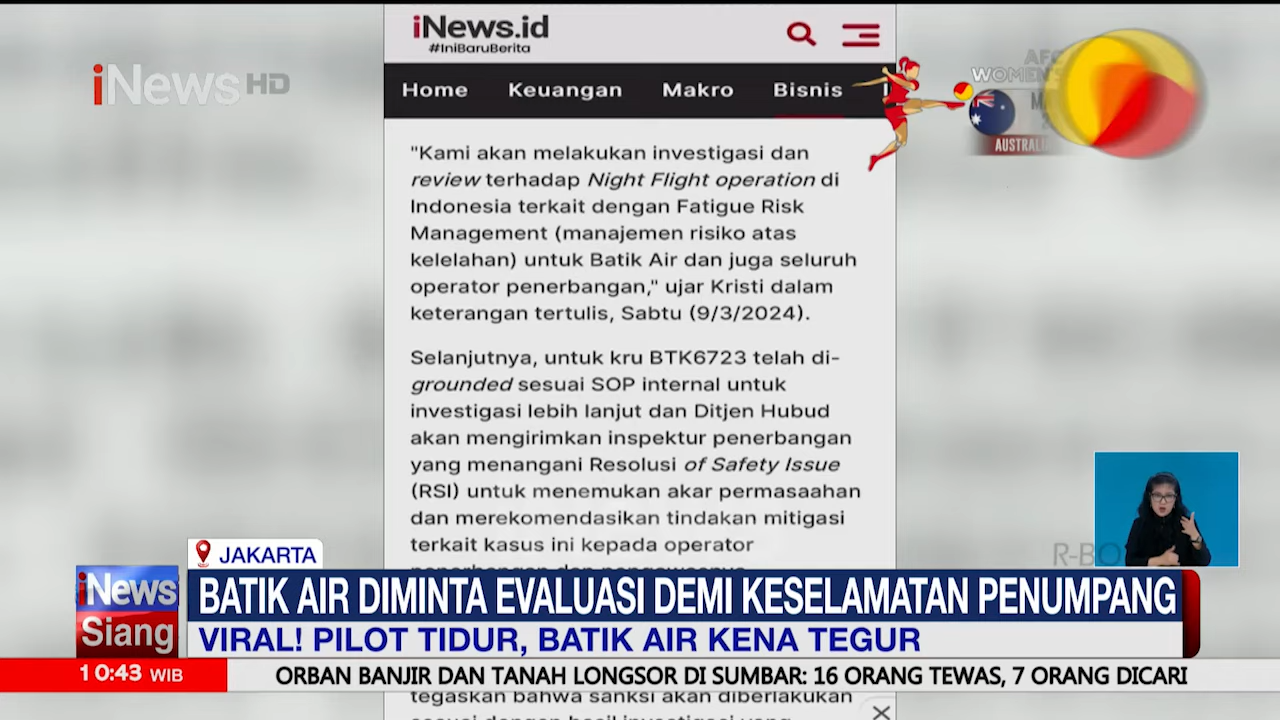 iNews.id
#IniBaruBerita
iNews HD
Home Keuangan Makro Bisnis
WOMEN'S
AUSTRALIA
"Kami akan melakukan investigasi dan
review terhadap Night Flight operation di
Indonesia terkait dengan Fatigue Risk
Management (manajemen risiko atas
kelelahan) untuk Batik Air dan juga seluruh
operator penerbangan," ujar Kristi dalam
keterangan tertulis, Sabtu (9/3/2024).
Selanjutnya, untuk kru BTK6723 telah di-
grounded sesuai SOP internal untuk
investigasi lebih lanjut dan Ditjen Hubud
akan mengirimkan inspektur penerbangan
yang menangani Resolusi of Safety Issue
(RSI) untuk menemukan akar permasaahan
dan merekomendasikan tindakan mitigasi
terkait kasus ini kepada operator
JAKARTA
iNews Siang
BATIK AIR DIMINTA EVALUASI DEMI KESELAMATAN PENUMPANG
VIRAL! PILOT TIDUR, BATIK AIR KENA TEGUR
10:43 WIB
ORBAN BANJIR DAN TANAH LONGSOR DI SUMBAR: 16 ORANG TEWAS, 7 ORANG DICARI
tegaskan bahwa sanksi akan diberlakukan